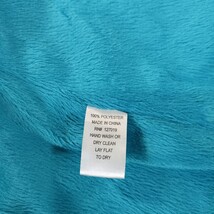 100% POLYESTER
MADE IN CHINA
RN# 127019
HAND WASH OR
DRY CLEAN
LAY FLAT
TO DRY